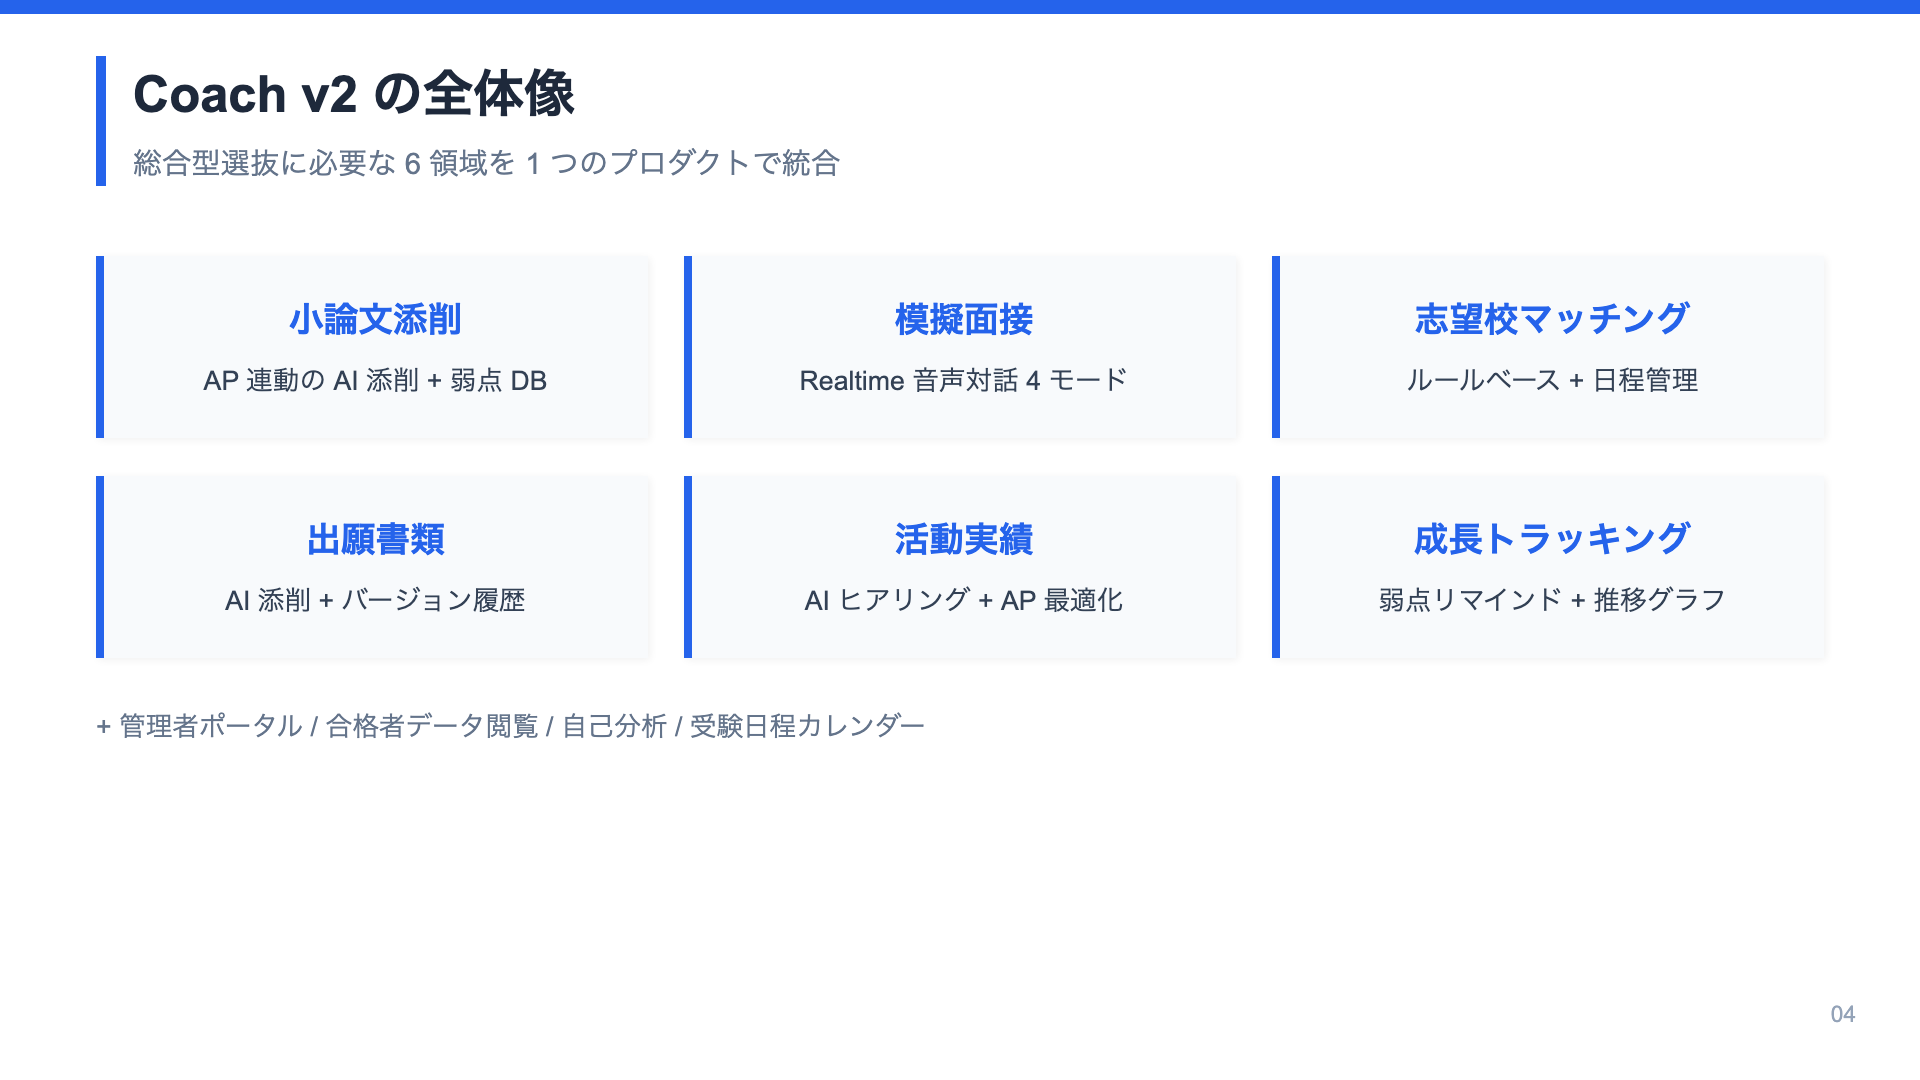 Coach v2 の全体像
総合型選抜に必要な 6 領域を 1 つのプロダクトで統合
小論文添削
AP 連動の AI 添削 + 弱点 DB
模擬面接
Realtime 音声対話 4 モード
志望校マッチング
ルールベース + 日程管理
出願書類
AI 添削 + バージョン履歴
活動実績
AI ヒアリング + AP 最適化
成長トラッキング
弱点リマインド + 推移グラフ
+ 管理者ポータル / 合格者データ閲覧 / 自己分析 / 受験日程カレンダー
04